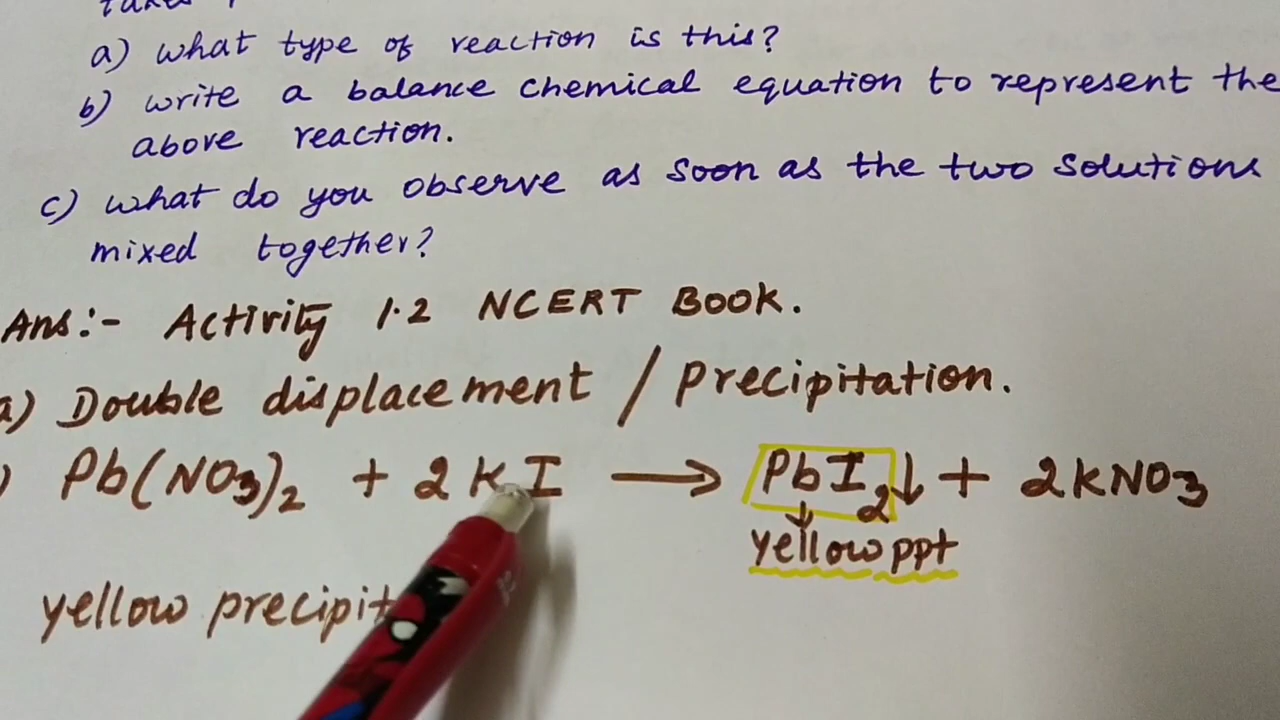 a) what type of reaction is this?
b) write a balance chemical equation to represent the
above reaction.
c) what do you observe as soon as the two solutions
mixed together?
Ans:- Activity 1.2 NCERT Book.
a) Double displacement / Precipitation.
) Pb(NO3)2 + 2KI → PbI2↓ + 2KNO3
yellow ppt
yellow precipit